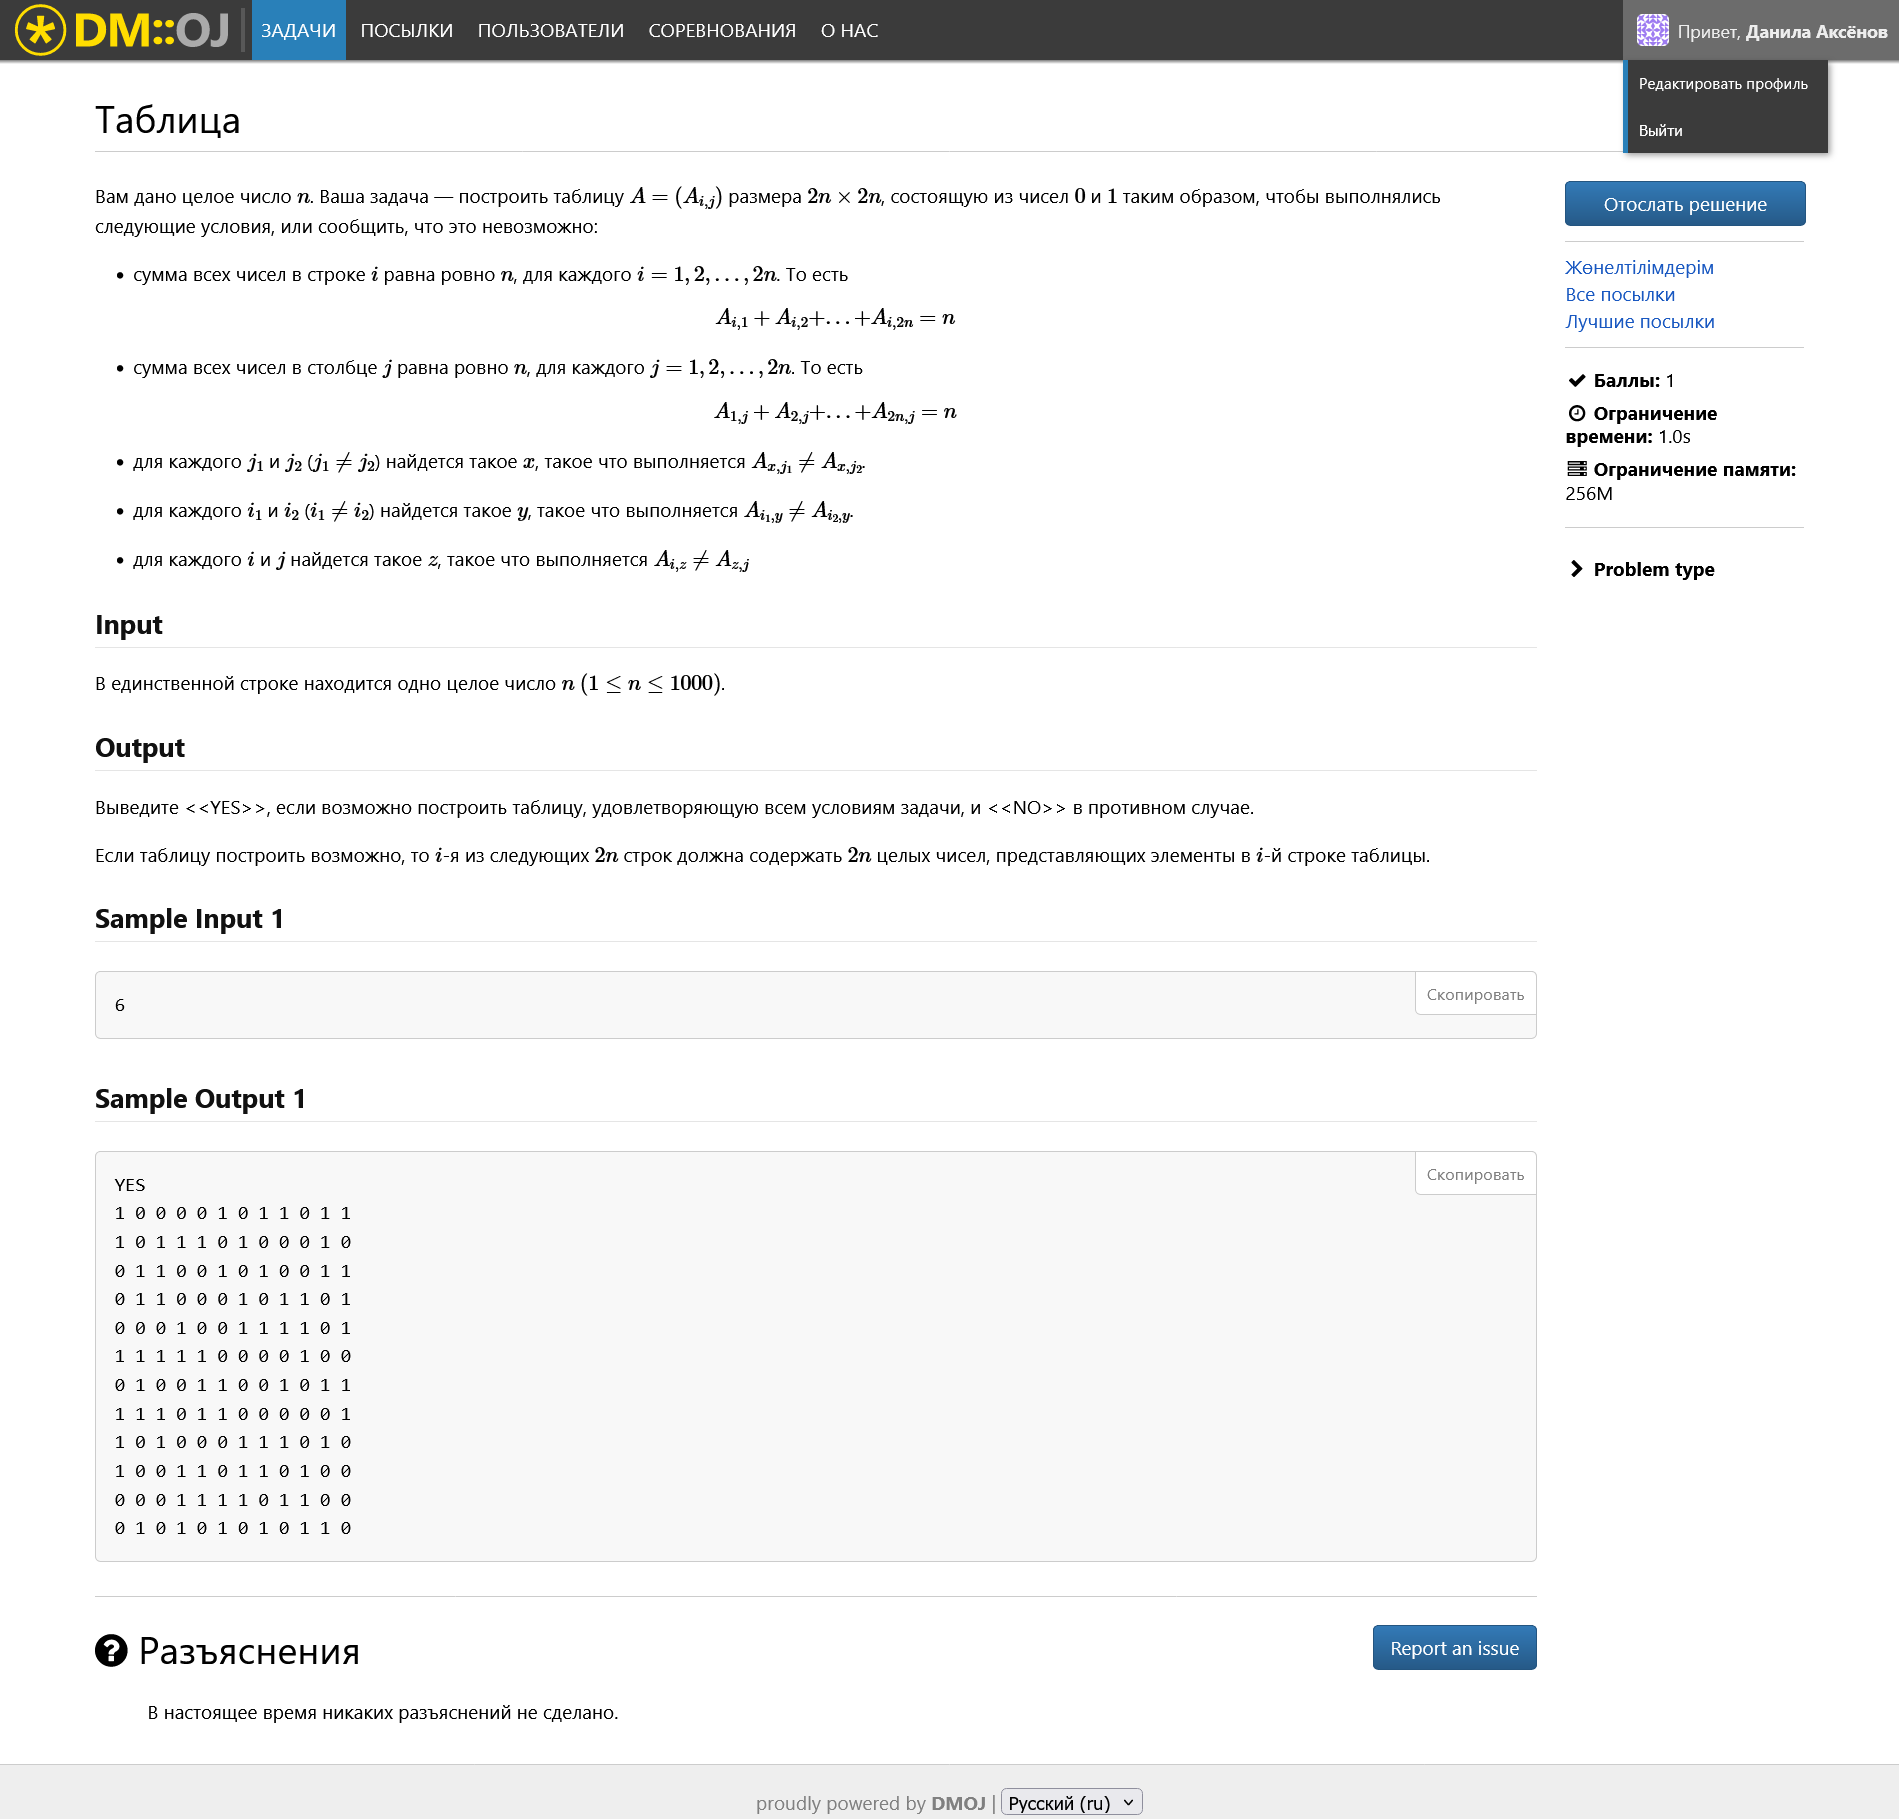 DM::OJ ЗАДАЧИ ПОСЫЛКИ ПОЛЬЗОВАТЕЛИ СОРЕВНОВАНИЯ О НАС Привет, Данила Аксёнов
Редактировать профиль
Выйти
Таблица
Вам дано целое число n. Ваша задача — построить таблицу A = (A_{i,j}) размера 2n × 2n, состоящую из чисел 0 и 1 таким образом, чтобы выполнялись
следующие условия, или сообщить, что это невозможно:
• сумма всех чисел в строке i равна ровно n, для каждого i = 1, 2, …, 2n. То есть
A_{i,1} + A_{i,2}+…+A_{i,2n} = n
• сумма всех чисел в столбце j равна ровно n, для каждого j = 1, 2, …, 2n. То есть
A_{1,j} + A_{2,j}+…+A_{2n,j} = n
• для каждого j_1 и j_2 (j_1 ≠ j_2) найдется такое x, такое что выполняется A_{x,j_1} ≠ A_{x,j_2}.
• для каждого i_1 и i_2 (i_1 ≠ i_2) найдется такое y, такое что выполняется A_{i_1,y} ≠ A_{i_2,y}.
• для каждого i и j найдется такое z, такое что выполняется A_{i,z} ≠ A_{z,j}
Input
В единственной строке находится одно целое число n (1 ≤ n ≤ 1000).
Output
Выведите <<YES>>, если возможно построить таблицу, удовлетворяющую всем условиям задачи, и <<NO>> в противном случае.
Если таблицу построить возможно, то i-я из следующих 2n строк должна содержать 2n целых чисел, представляющих элементы в i-й строке таблицы.
Sample Input 1
Скопировать
6
Sample Output 1
Скопировать
YES
1 0 0 0 0 1 0 1 1 0 1 1
1 0 1 1 1 0 1 0 0 0 1 0
0 1 1 0 0 1 0 1 0 0 1 1
0 1 1 0 0 0 1 0 1 1 0 1
0 0 0 1 0 0 1 1 1 1 0 1
1 1 1 1 1 0 0 0 0 1 0 0
0 1 0 0 1 1 0 0 1 0 1 1
1 1 1 0 1 1 0 0 0 0 0 1
1 0 1 0 0 0 1 1 1 0 1 0
1 0 0 1 1 0 1 1 0 1 0 0
0 0 0 1 1 1 1 0 1 1 0 0
0 1 0 1 0 1 0 1 0 1 1 0
Разъяснения
Report an issue
В настоящее время никаких разъяснений не сделано.
Отослать решение
Жөнелтілімдерім
Все посылки
Лучшие посылки
Баллы: 1
Ограничение
времени: 1.0s
Ограничение памяти:
256M
Problem type
proudly powered by DMOJ | Русский (ru)